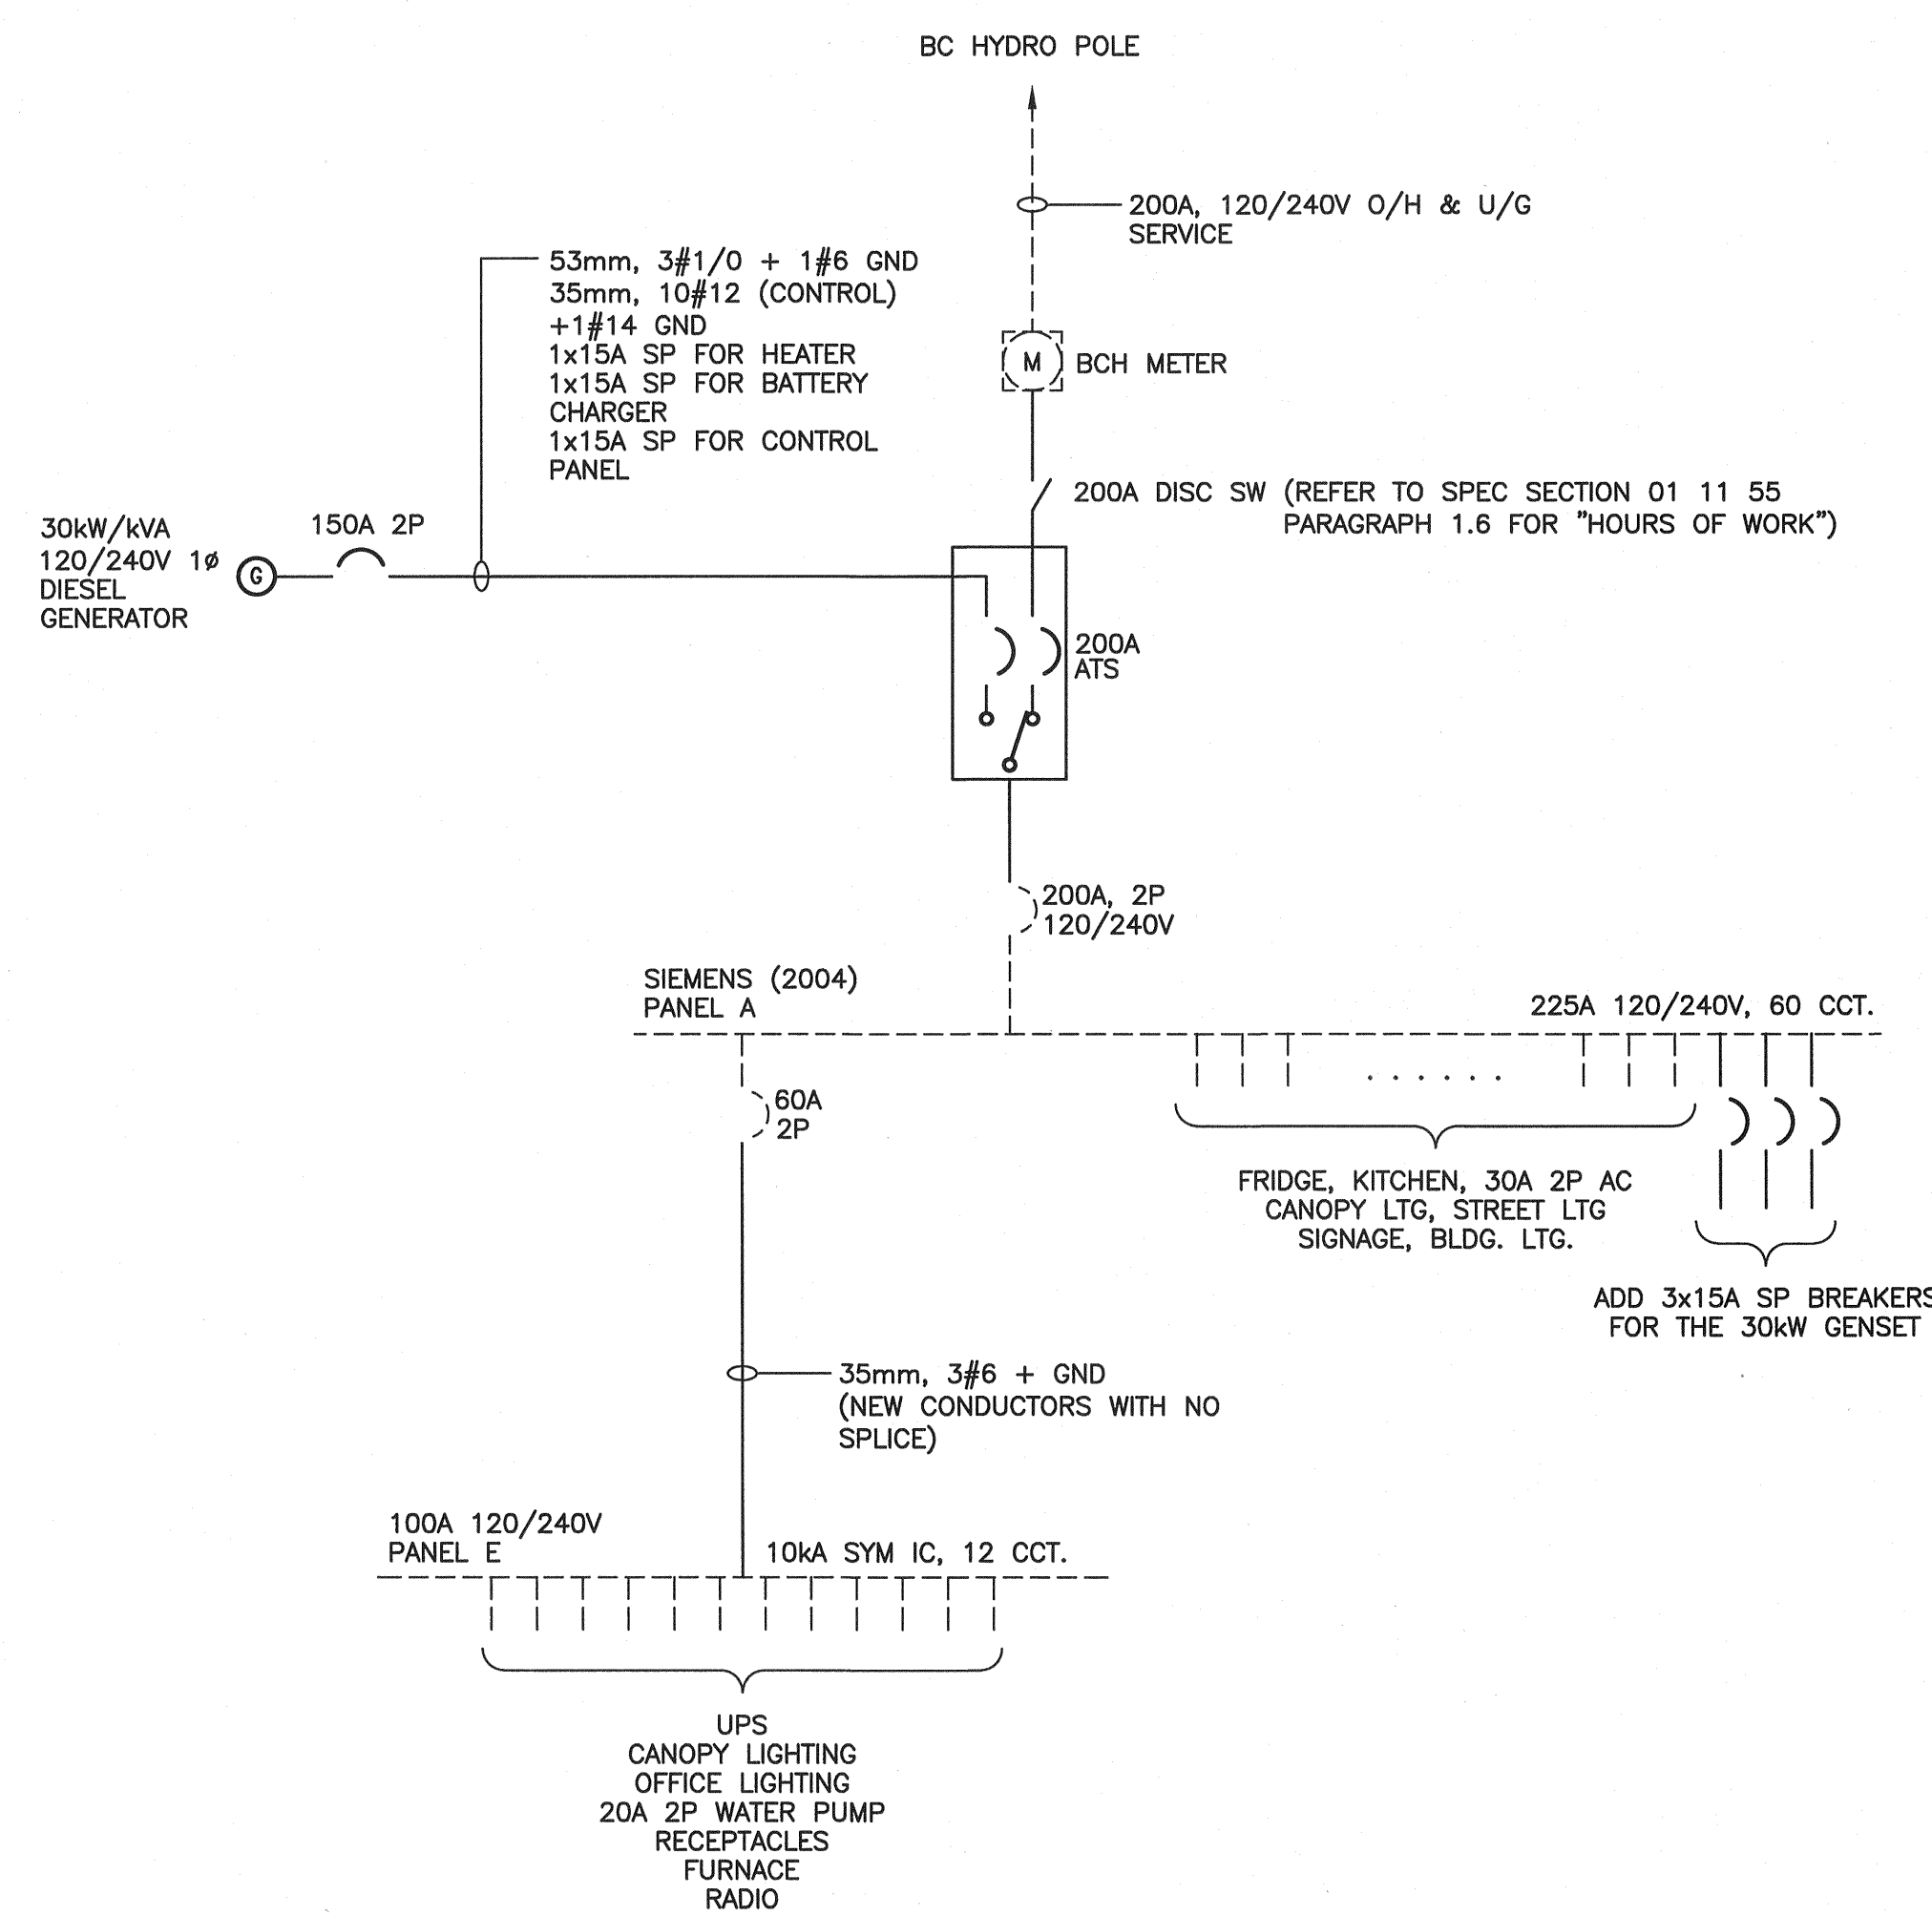 BC HYDRO POLE
200A, 120/240V O/H & U/G
SERVICE
53mm, 3#1/0 + 1#6 GND
35mm, 10#12 (CONTROL)
+1#14 GND
1x15A SP FOR HEATER
1x15A SP FOR BATTERY
CHARGER
1x15A SP FOR CONTROL
PANEL
M
BCH METER
200A DISC SW (REFER TO SPEC SECTION 01 11 55
PARAGRAPH 1.6 FOR "HOURS OF WORK")
30kW/kVA
120/240V 1ø
DIESEL
GENERATOR
G
150A 2P
200A
ATS
200A, 2P
120/240V
SIEMENS (2004)
PANEL A
225A 120/240V, 60 CCT.
60A
2P
FRIDGE, KITCHEN, 30A 2P AC
CANOPY LTG, STREET LTG
SIGNAGE, BLDG. LTG.
ADD 3x15A SP BREAKERS
FOR THE 30kW GENSET
35mm, 3#6 + GND
(NEW CONDUCTORS WITH NO
SPLICE)
100A 120/240V
PANEL E
10kA SYM IC, 12 CCT.
UPS
CANOPY LIGHTING
OFFICE LIGHTING
20A 2P WATER PUMP
RECEPTACLES
FURNACE
RADIO